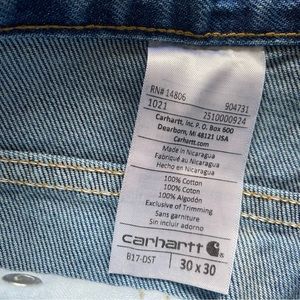 RN# 14806 904731
1021 2510000924
Carhartt, Inc. P.O. Box 600
Dearborn, MI 48121 USA
Carhartt.com
Made in Nicaragua
Fabriqué au Nicaragua
Hecho en Nicaragua
100% Cotton
100% Coton
100% Algodón
Exclusive of Trimming
Sans garniture
Sin incluir adorno
carhartt
B17-DST 30 x 30